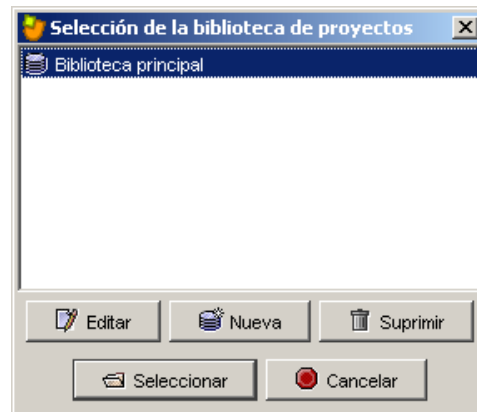 Selección de la biblioteca de proyectos
Biblioteca principal
Editar Nueva Suprimir
Seleccionar Cancelar